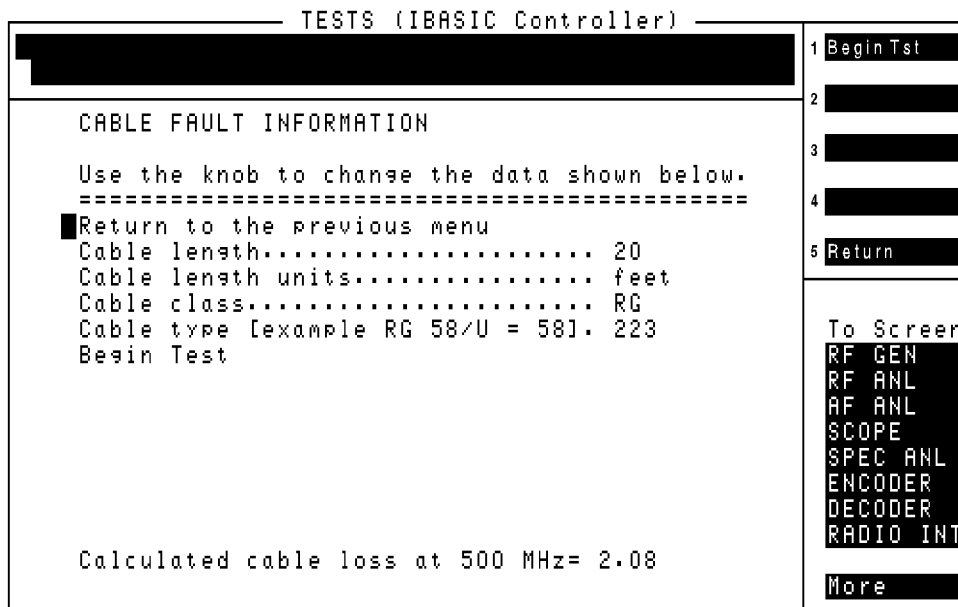 TESTS (IBASIC Controller)
CABLE FAULT INFORMATION
Use the knob to change the data shown below.
============================================
Return to the previous menu
Cable length...................... 20
Cable length units................ feet
Cable class....................... RG
Cable type [example RG 58/U = 58]. 223
Begin Test
Calculated cable loss at 500 MHz= 2.08
1 Begin Tst
2
3
4
5 Return
To Screen
RF GEN
RF ANL
AF ANL
SCOPE
SPEC ANL
ENCODER
DECODER
RADIO INT
More